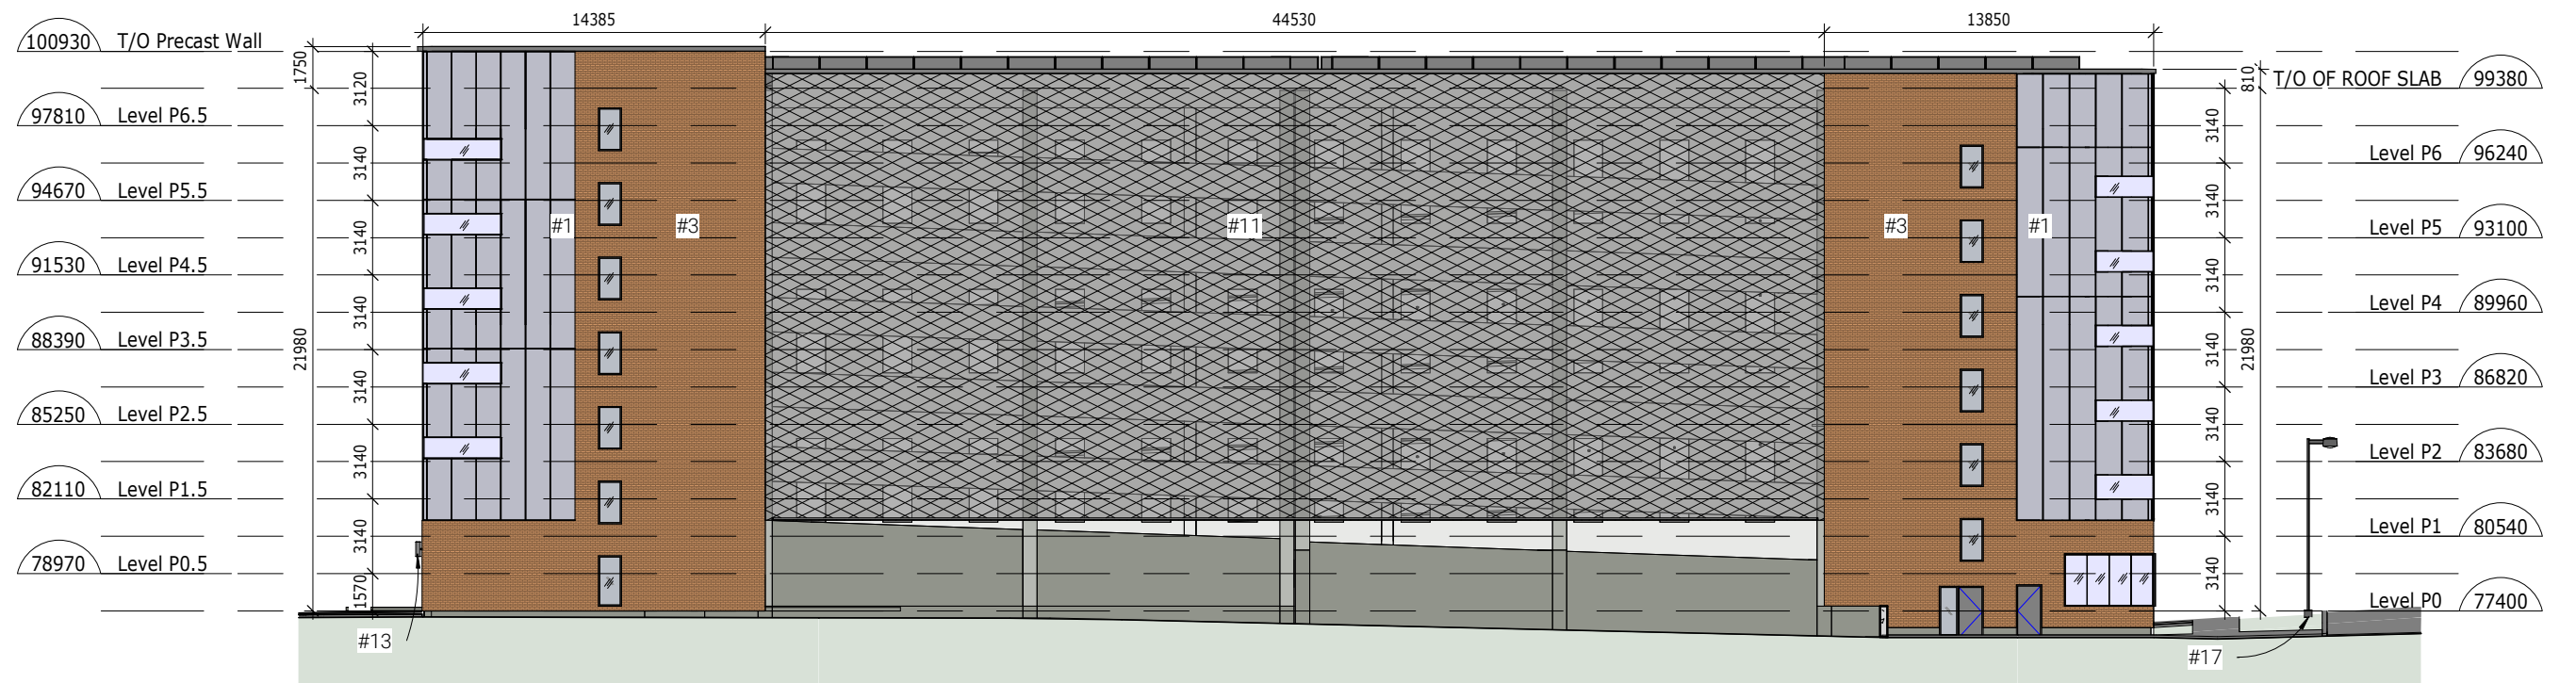 14385
44530
13850
100930 T/O Precast Wall
1750
3120
810
T/O OF ROOF SLAB 99380
97810 Level P6.5
3140
3140
Level P6 96240
94670 Level P5.5
3140
3140
#1
#3
#11
#3
#1
Level P5 93100
91530 Level P4.5
3140
3140
Level P4 89960
88390 Level P3.5
21980
3140
3140
21980
Level P3 86820
85250 Level P2.5
3140
3140
Level P2 83680
82110 Level P1.5
3140
3140
Level P1 80540
78970 Level P0.5
1570
3140
Level P0 77400
#13
#17